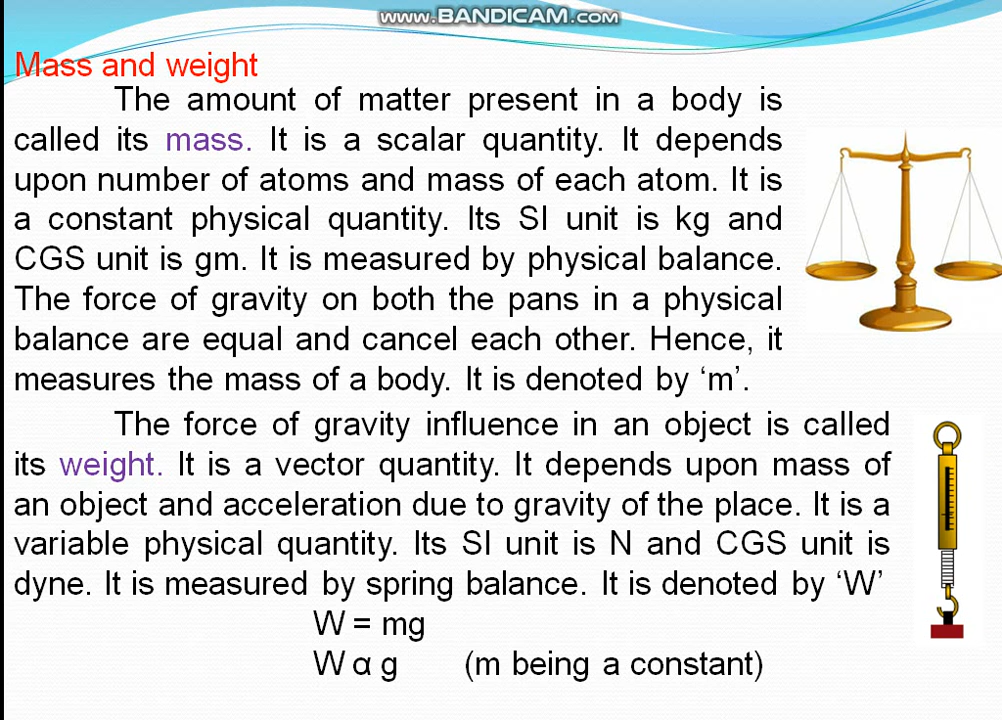 www.BANDICAM.com
Mass and weight
The amount of matter present in a body is
called its mass. It is a scalar quantity. It depends
upon number of atoms and mass of each atom. It is
a constant physical quantity. Its SI unit is kg and
CGS unit is gm. It is measured by physical balance.
The force of gravity on both the pans in a physical
balance are equal and cancel each other. Hence, it
measures the mass of a body. It is denoted by ‘m’.
The force of gravity influence in an object is called
its weight. It is a vector quantity. It depends upon mass of
an object and acceleration due to gravity of the place. It is a
variable physical quantity. Its SI unit is N and CGS unit is
dyne. It is measured by spring balance. It is denoted by ‘W’
W = mg
W α g (m being a constant)